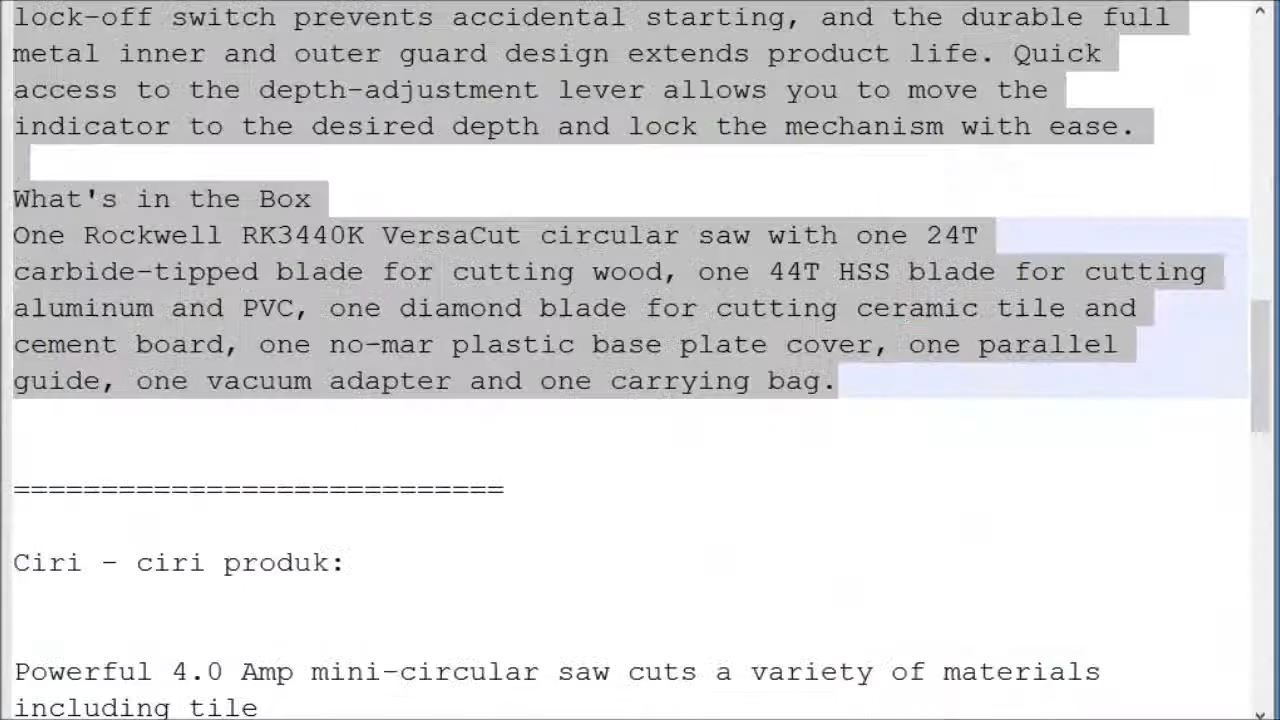 lock-off switch prevents accidental starting, and the durable full
metal inner and outer guard design extends product life. Quick
access to the depth-adjustment lever allows you to move the
indicator to the desired depth and lock the mechanism with ease.
What's in the Box
One Rockwell RK3440K VersaCut circular saw with one 24T
carbide-tipped blade for cutting wood, one 44T HSS blade for cutting
aluminum and PVC, one diamond blade for cutting ceramic tile and
cement board, one no-mar plastic base plate cover, one parallel
guide, one vacuum adapter and one carrying bag.
============================
Ciri - ciri produk:
Powerful 4.0 Amp mini-circular saw cuts a variety of materials
including tile